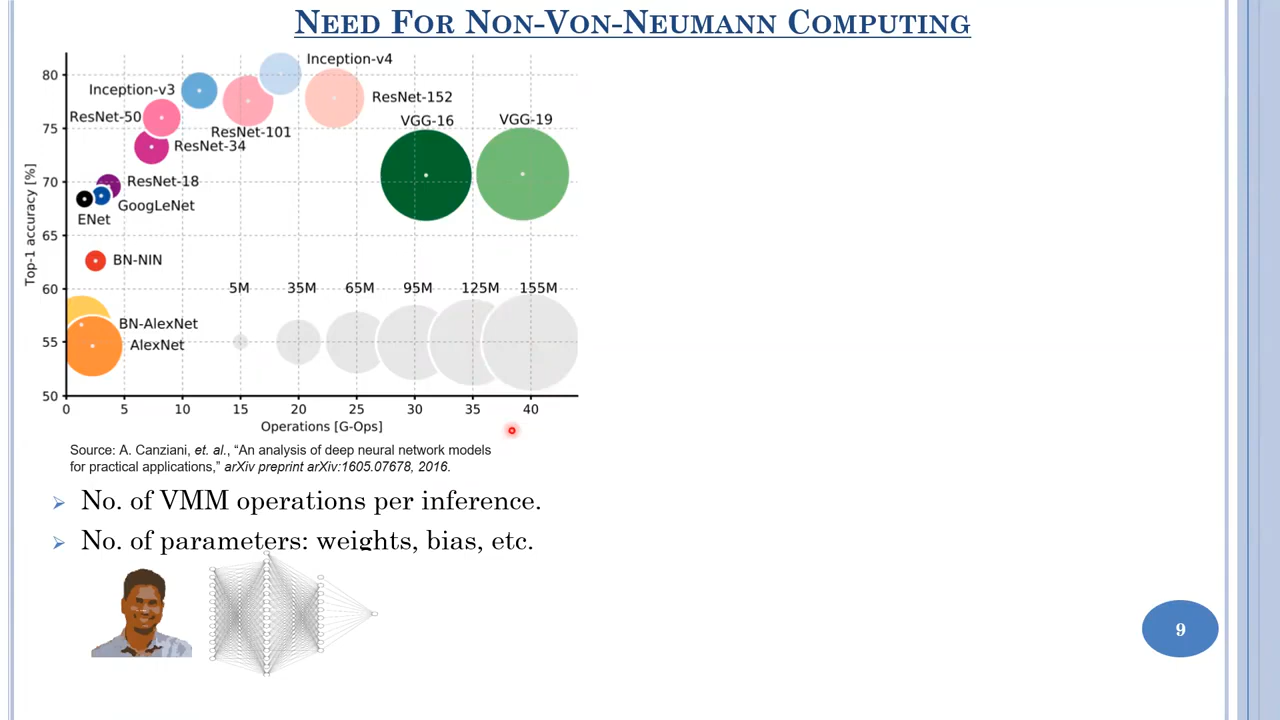 NEED FOR NON-VON-NEUMANN COMPUTING
Inception-v4
Inception-v3
ResNet-152
ResNet-50
VGG-16
VGG-19
ResNet-101
ResNet-34
ResNet-18
GoogLeNet
ENet
BN-NIN
5M 35M 65M 95M 125M 155M
BN-AlexNet
AlexNet
80
75
70
65
60
55
50
Top-1 accuracy [%]
0 5 10 15 20 25 30 35 40
Operations [G-Ops]
Source: A. Canziani, et. al., “An analysis of deep neural network models
for practical applications,” arXiv preprint arXiv:1605.07678, 2016.
No. of VMM operations per inference.
No. of parameters: weights, bias, etc.
9